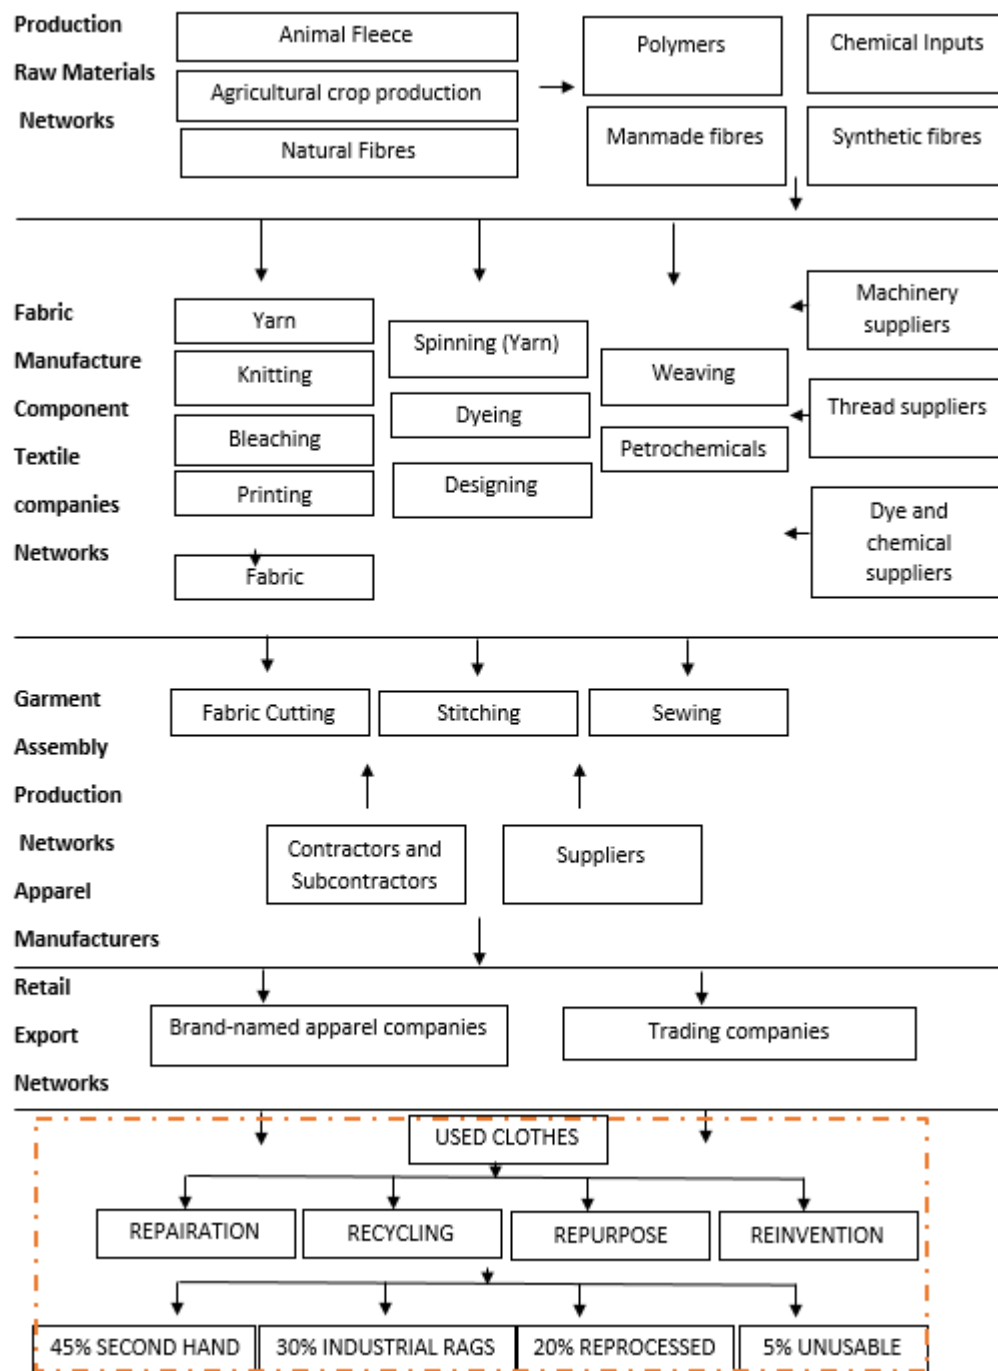 Production
Raw Materials
Networks
Animal Fleece
Agricultural crop production
Natural Fibres
Polymers
Chemical Inputs
Manmade fibres
Synthetic fibres
Fabric
Manufacture
Component
Textile
companies
Networks
Yarn
Knitting
Bleaching
Printing
Fabric
Spinning (Yarn)
Dyeing
Designing
Weaving
Petrochemicals
Machinery
suppliers
Thread suppliers
Dye and
chemical
suppliers
Garment
Assembly
Production
Networks
Apparel
Manufacturers
Fabric Cutting
Stitching
Sewing
Contractors and
Subcontractors
Suppliers
Retail
Export
Networks
Brand-named apparel companies
Trading companies
USED CLOTHES
REPAIRATION
RECYCLING
REPURPOSE
REINVENTION
45% SECOND HAND
30% INDUSTRIAL RAGS
20% REPROCESSED
5% UNUSABLE